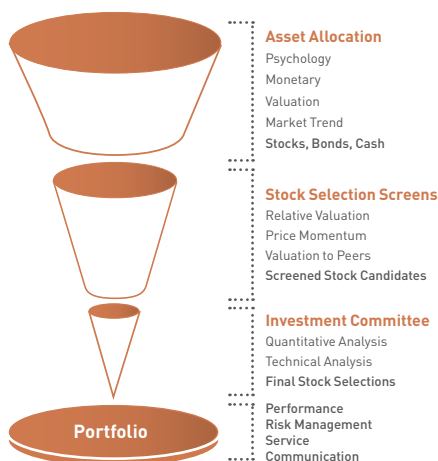 Asset Allocation
Psychology
Monetary
Valuation
Market Trend
Stocks, Bonds, Cash
Stock Selection Screens
Relative Valuation
Price Momentum
Valuation to Peers
Screened Stock Candidates
Investment Committee
Quantitative Analysis
Technical Analysis
Final Stock Selections
Portfolio
Performance
Risk Management
Service
Communication